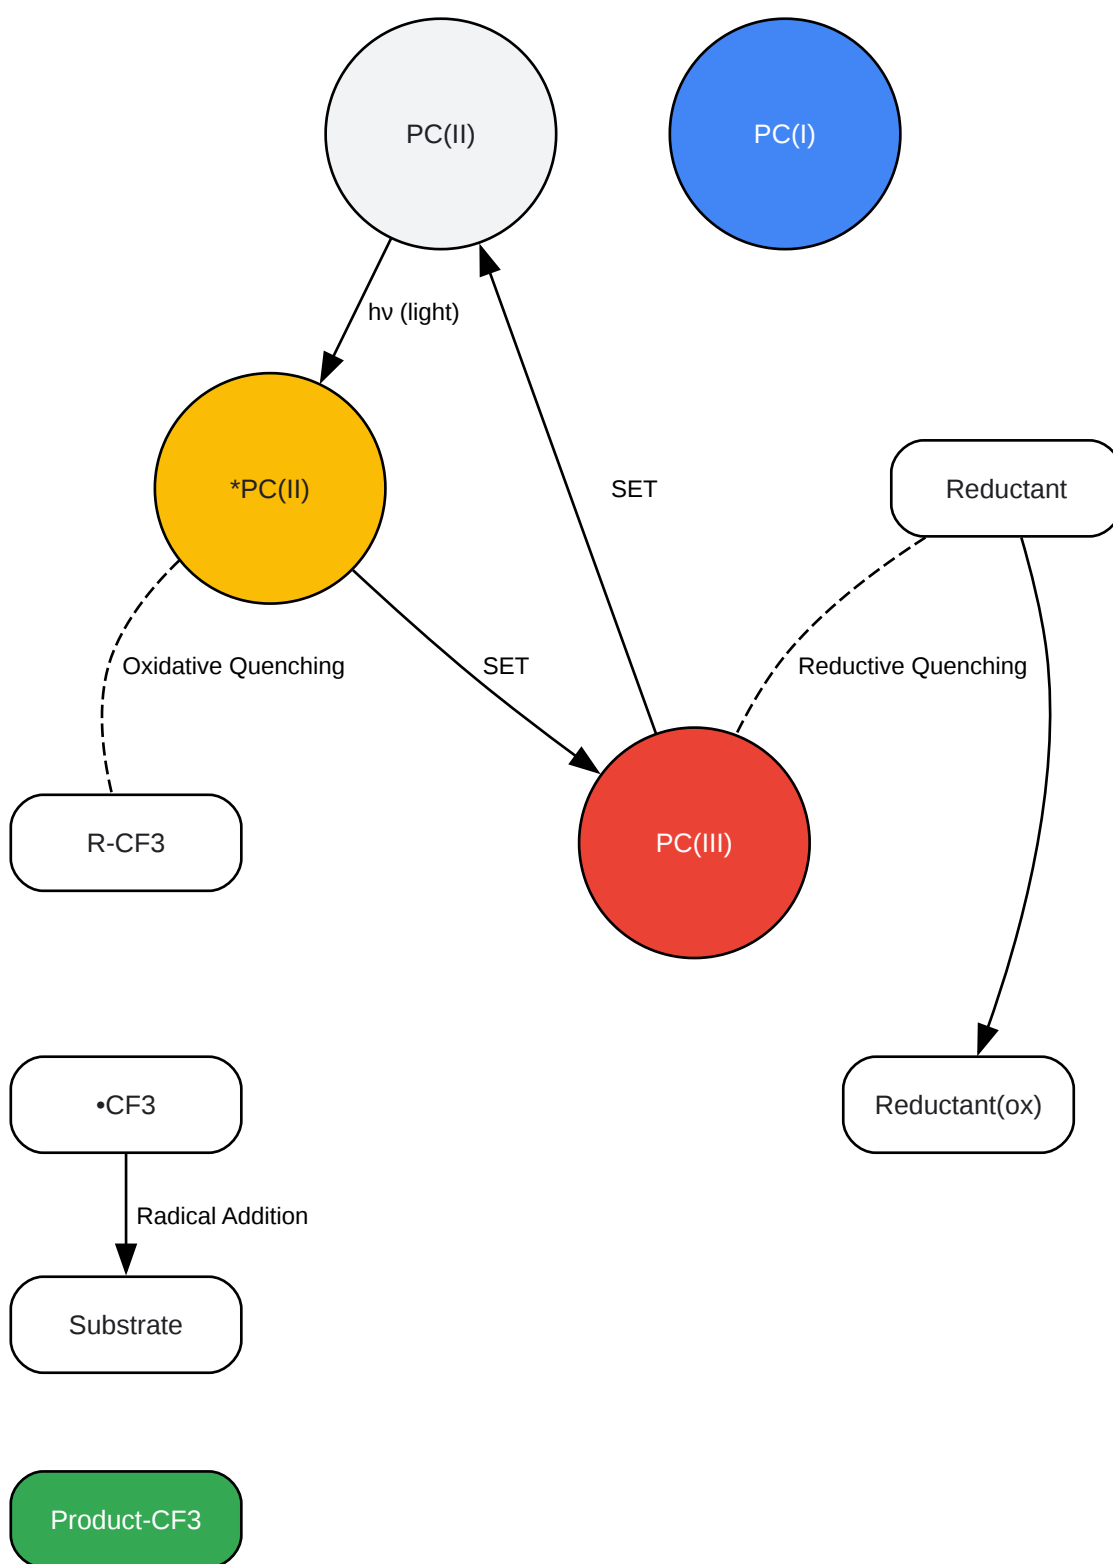 PC(II)
PC(I)
hν (light)
*PC(II)
SET
Reductant
Oxidative Quenching
SET
Reductive Quenching
R-CF3
PC(III)
•CF3
Reductant(ox)
Radical Addition
Substrate
Product-CF3